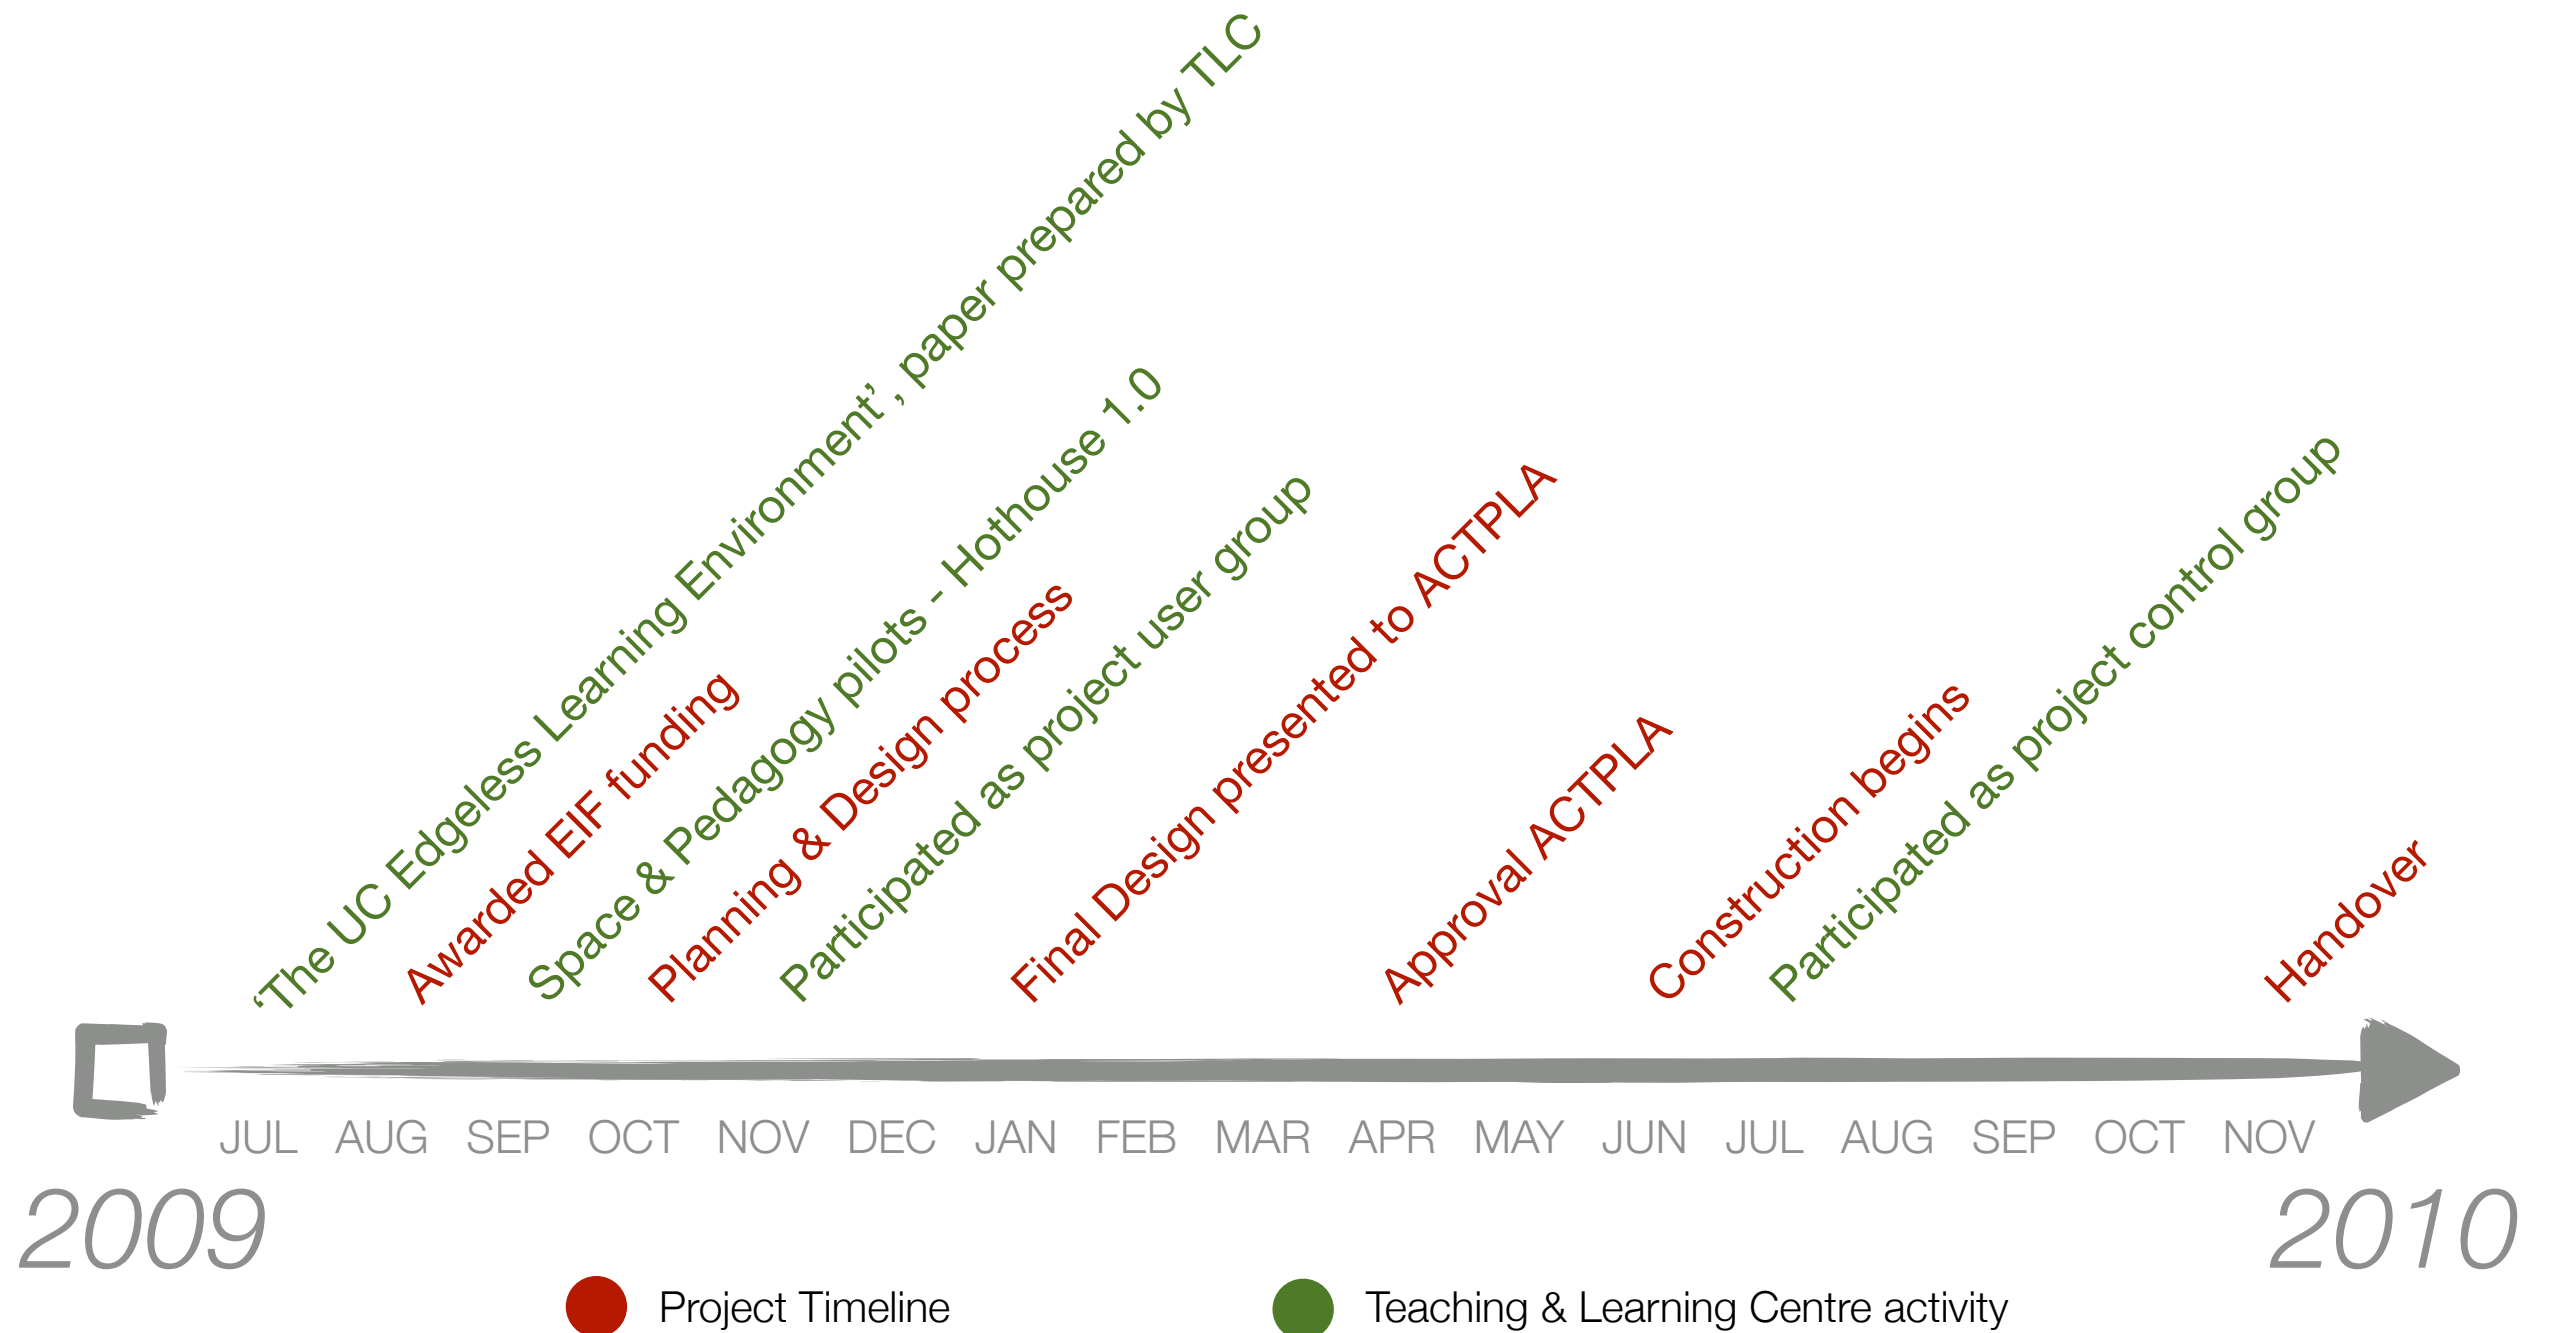 ‘The UC Edgeless Learning Environment’, paper prepared by TLC
Awarded EIF funding
Space & Pedagogy pilots - Hothouse 1.0
Planning & Design process
Participated as project user group
Final Design presented to ACTPLA
Approval ACTPLA
Construction begins
Participated as project control group
Handover
JUL AUG SEP OCT NOV DEC JAN FEB MAR APR MAY JUN JUL AUG SEP OCT NOV
2009 2010
Project Timeline Teaching & Learning Centre activity